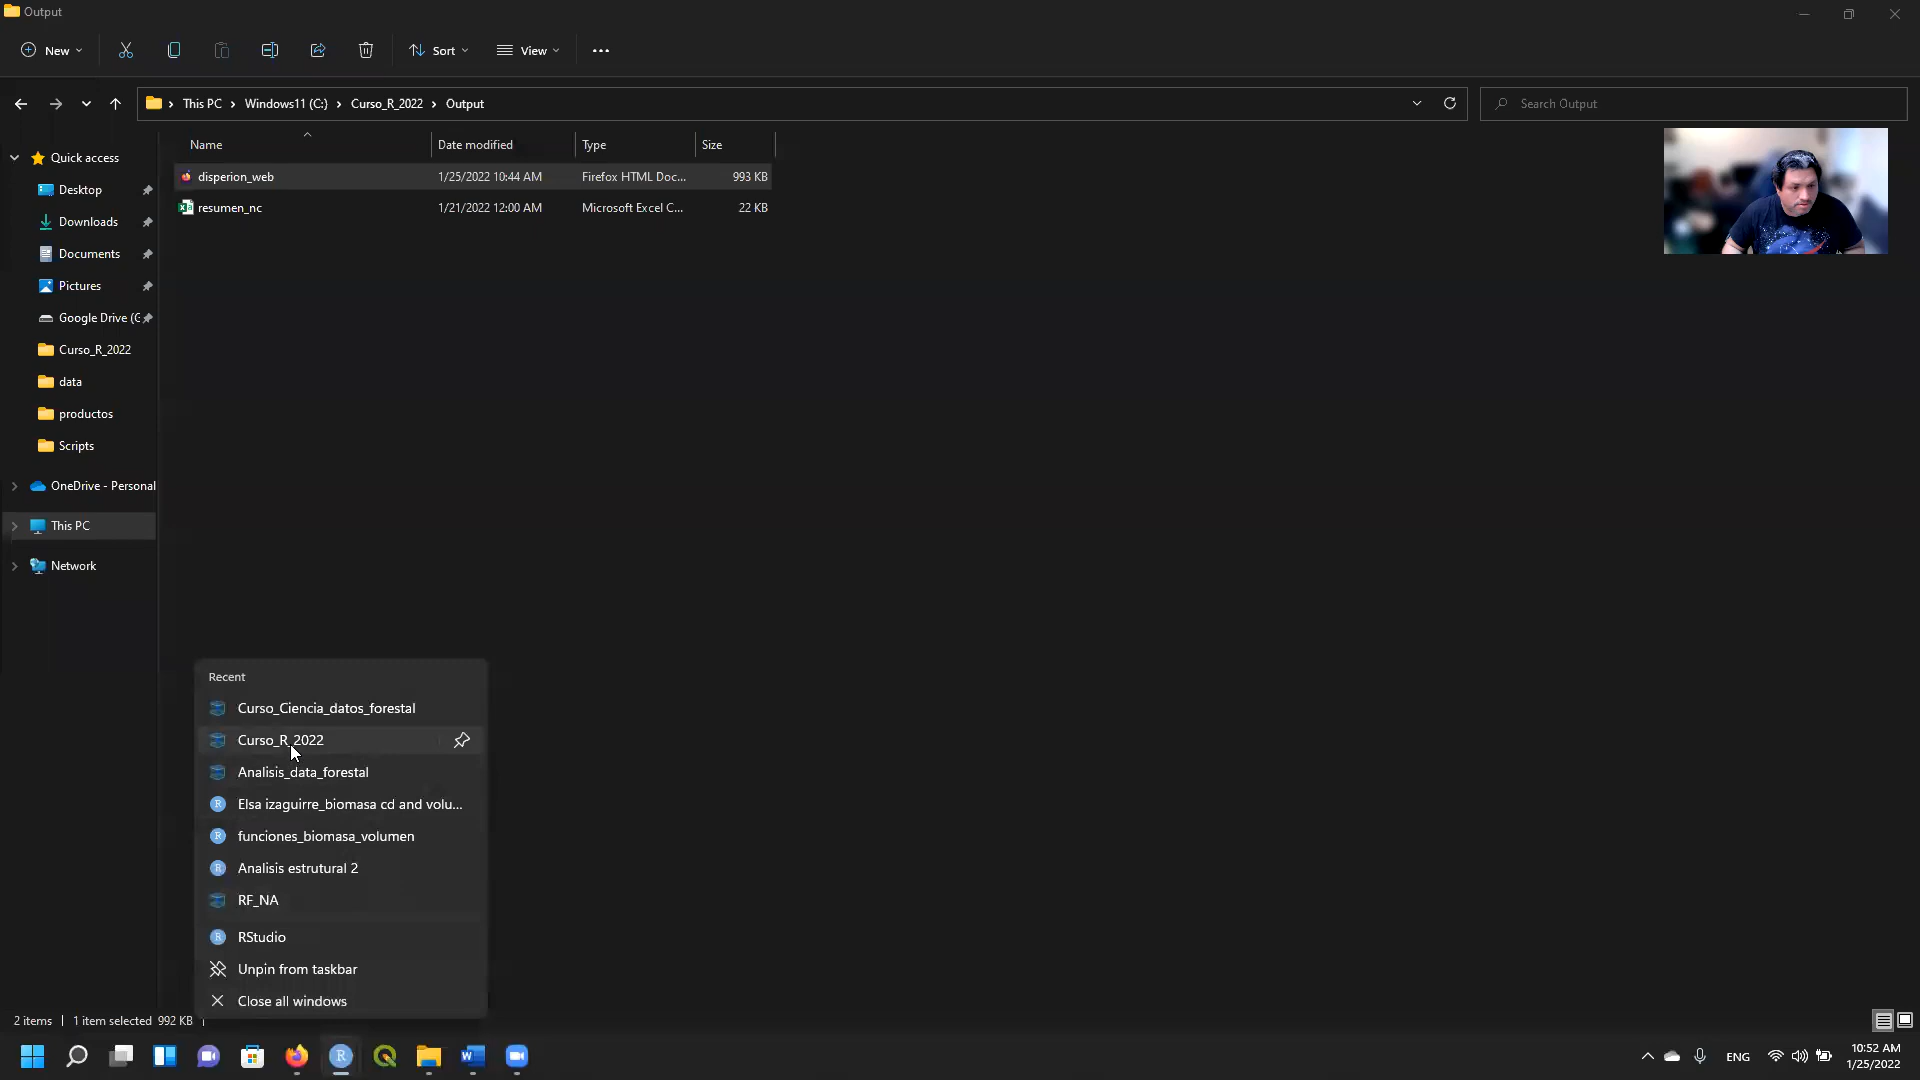 Output
New
Sort
View
This PC
Windows11 (C:)
Curso_R_2022
Output
Search Output
Name
Date modified
Type
Size
disperion_web
1/25/2022 10:44 AM
Firefox HTML Doc...
993 KB
resumen_nc
1/21/2022 12:00 AM
Microsoft Excel C...
22 KB
Quick access
Desktop
Downloads
Documents
Pictures
Google Drive (G
Curso_R_2022
data
productos
Scripts
OneDrive - Personal
This PC
Network
Recent
Curso_Ciencia_datos_forestal
Curso_R_2022
Analisis_data_forestal
Elsa izaguirre_biomasa cd and volu...
funciones_biomasa_volumen
Analisis estrutural 2
RF_NA
RStudio
Unpin from taskbar
Close all windows
2 items
1 item selected 992 KB
ENG
10:52 AM
1/25/2022